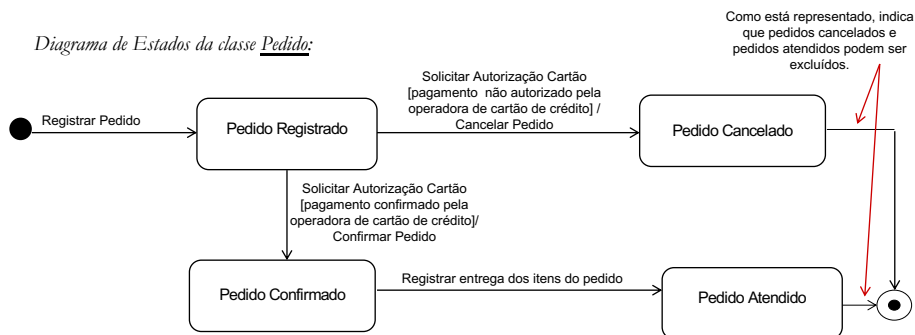 Como está representado, indica
que pedidos cancelados e
pedidos atendidos podem ser
excluídos.
Diagrama de Estados da classe Pedido:
Solicitar Autorização Cartão
[pagamento não autorizado pela
operadora de cartão de crédito] /
Cancelar Pedido
Registrar Pedido
Pedido Registrado
Pedido Cancelado
Solicitar Autorização Cartão
[pagamento confirmado pela
operadora de cartão de crédito]/
Confirmar Pedido
Registrar entrega dos itens do pedido
Pedido Confirmado
Pedido Atendido